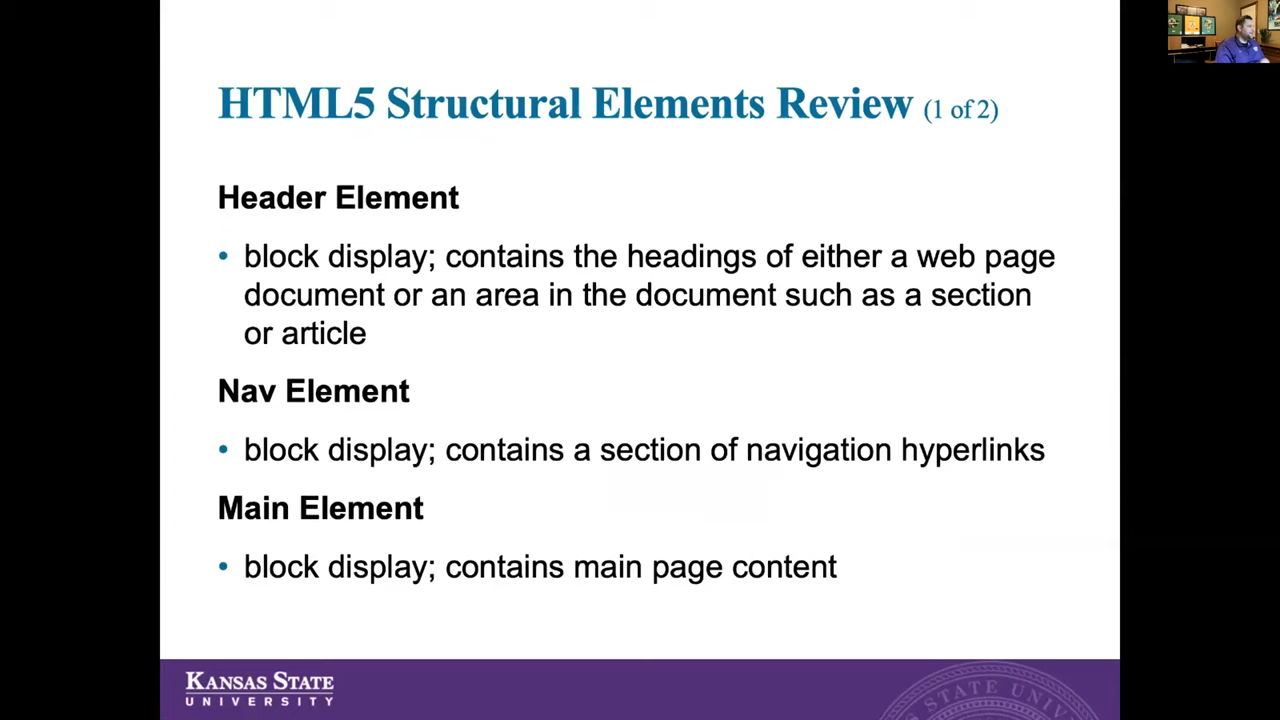 HTML5 Structural Elements Review (1 of 2)
Header Element
• block display; contains the headings of either a web page
document or an area in the document such as a section
or article
Nav Element
• block display; contains a section of navigation hyperlinks
Main Element
• block display; contains main page content
KANSAS STATE
UNIVERSITY
STATE UNIV